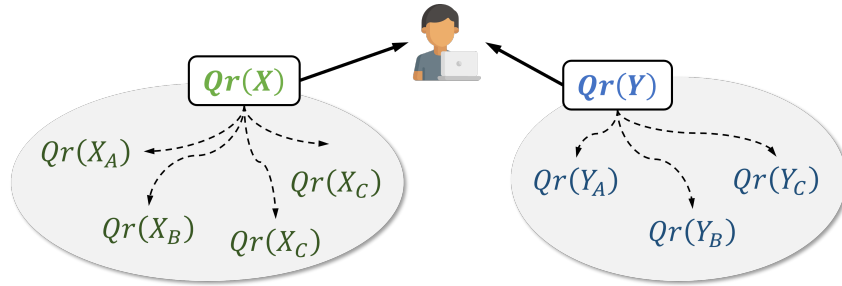 Qr(X)
Qr(Y)
Qr(X_A)
Qr(X_B)
Qr(X_C)
Qr(X_C)
Qr(Y_A)
Qr(Y_B)
Qr(Y_C)